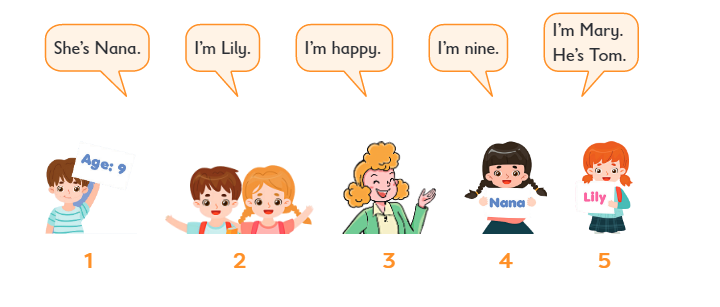 She's Nana.
I'm Lily.
I'm happy.
I'm nine.
I'm Mary.
He's Tom.
Age: 9
Nana
Lily
1
2
3
4
5